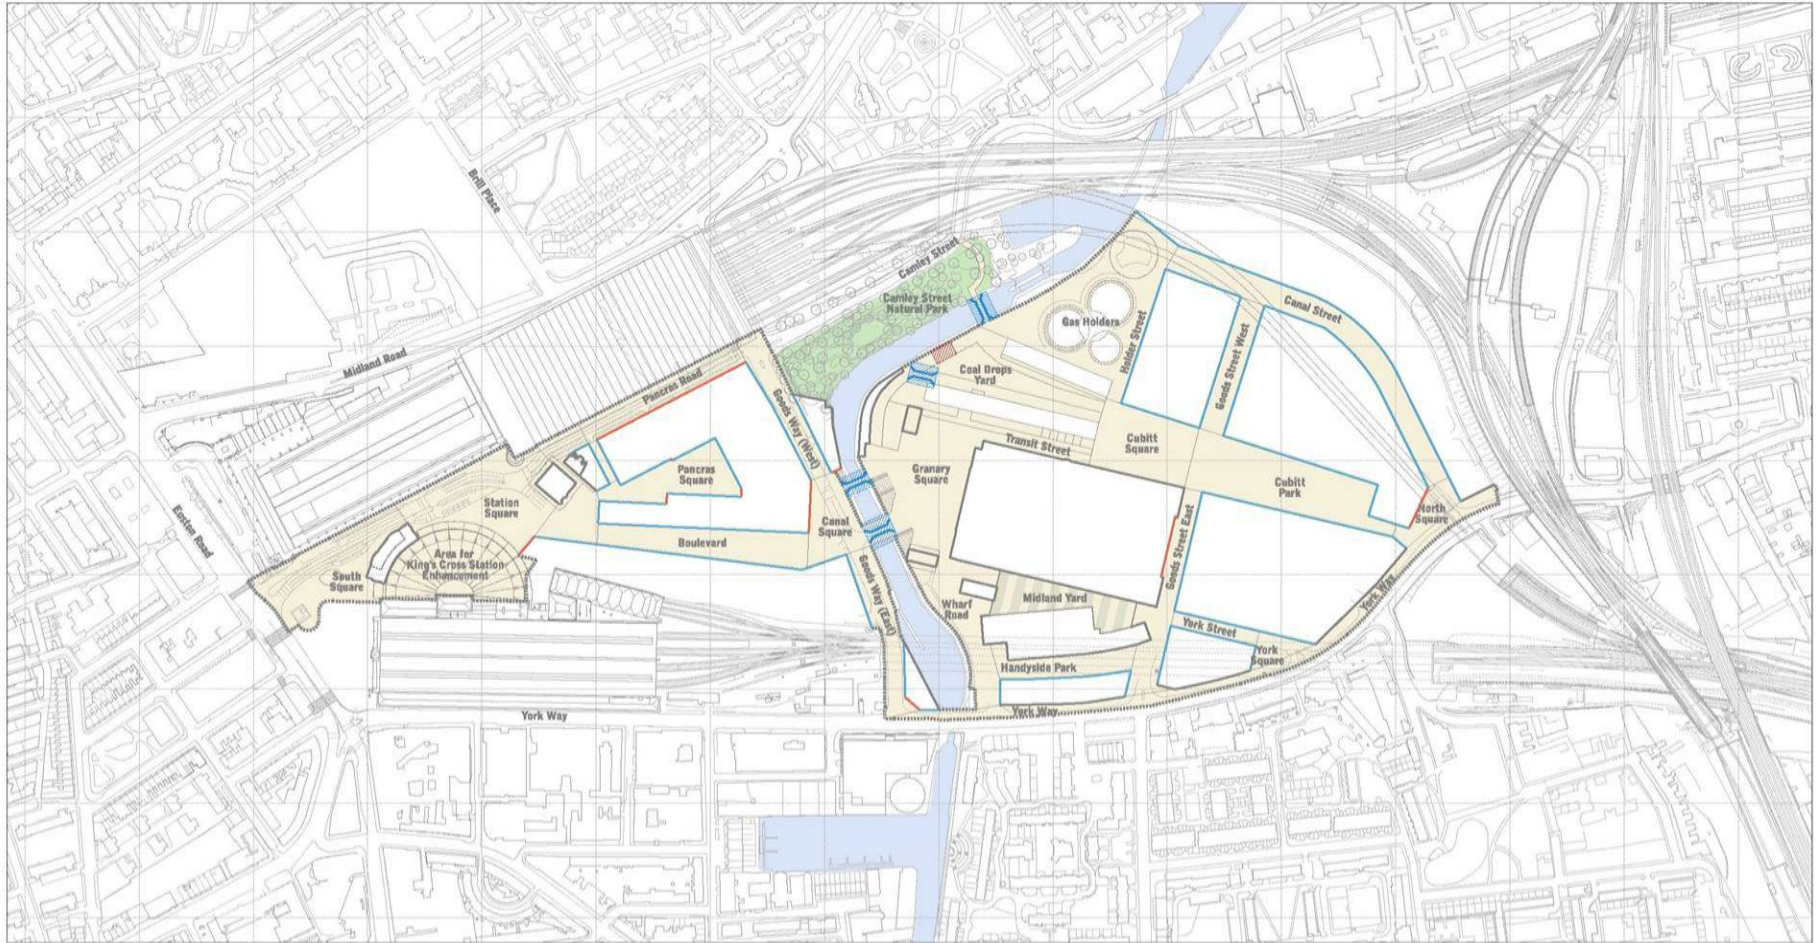 Brill Place
Camley Street
Camley Street
Natural Park
Canal Street
Gas Holders
Holder Street
Goods Street West
Midland Road
Pancras Road
Goods Way (West)
Coal Drops
Yard
Transit Street
Cubitt
Square
Pancras
Square
Granary
Square
Cubitt
Park
North
Square
Station
Square
Euston Road
Canal
Square
Boulevard
Goods Street East
Area for
King's Cross Station
Enhancement
South
Square
Goods Way (East)
Wharf
Road
Midland Yard
York Way
York Street
York
Square
Handyside Park
York Way
York Way